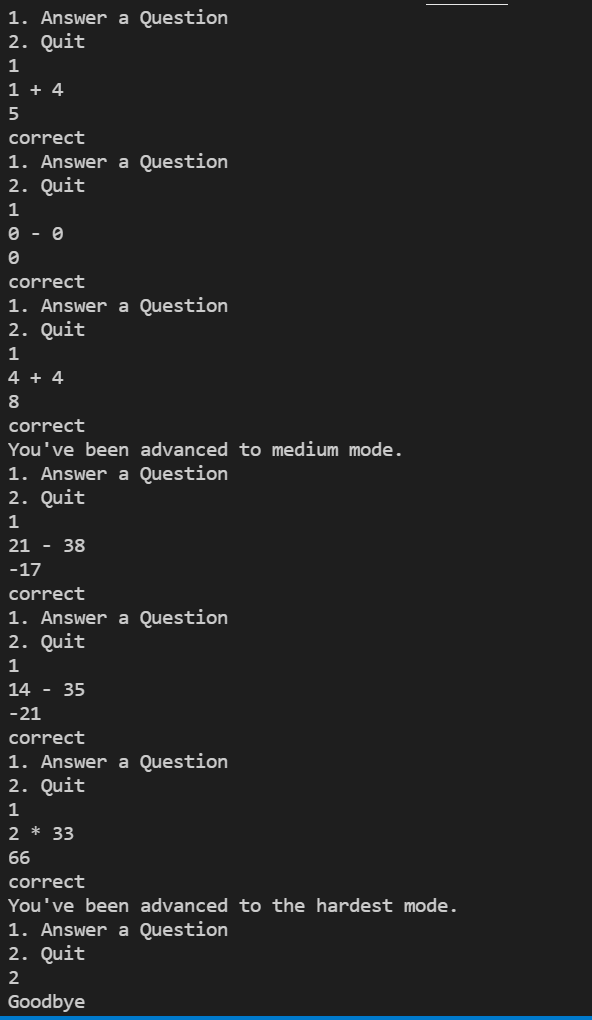 1. Answer a Question
2. Quit
1
1 + 4
5
correct
1. Answer a Question
2. Quit
1
0 - 0
0
correct
1. Answer a Question
2. Quit
1
4 + 4
8
correct
You've been advanced to medium mode.
1. Answer a Question
2. Quit
1
21 - 38
-17
correct
1. Answer a Question
2. Quit
1
14 - 35
-21
correct
1. Answer a Question
2. Quit
1
2 * 33
66
correct
You've been advanced to the hardest mode.
1. Answer a Question
2. Quit
2
Goodbye